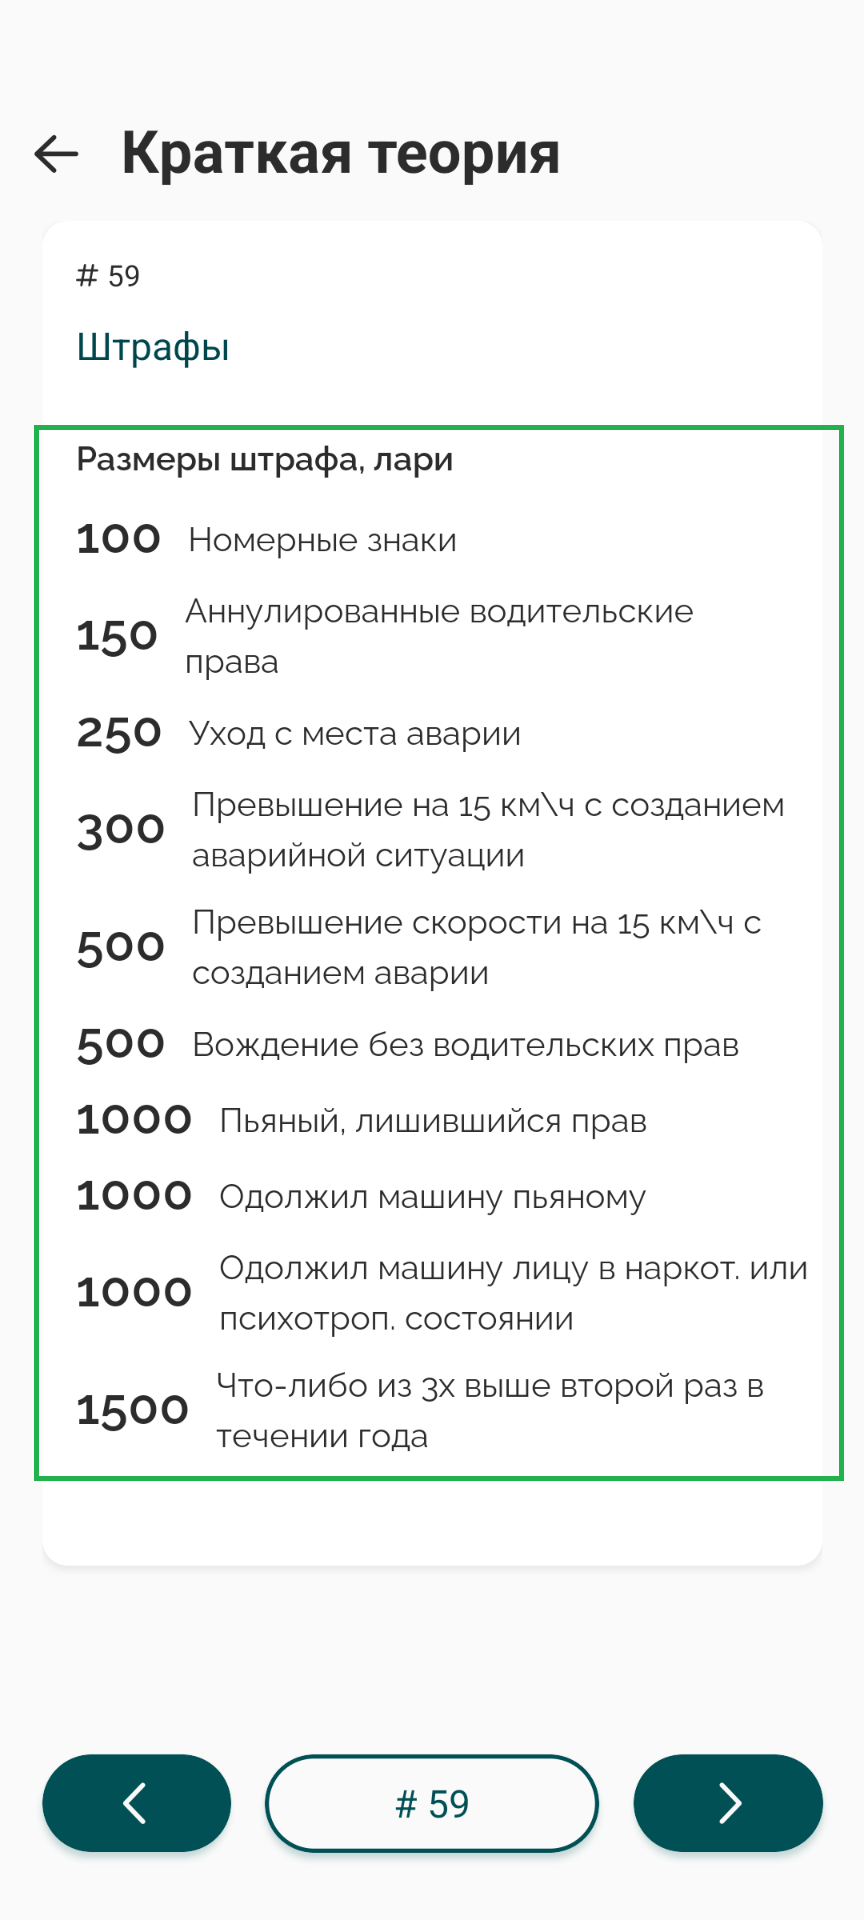 Краткая теория
# 59
Штрафы
Размеры штрафа, лари
100 Номерные знаки
150 Аннулированные водительские
права
250 Уход с места аварии
300 Превышение на 15 км\ч с созданием
аварийной ситуации
500 Превышение скорости на 15 км\ч с
созданием аварии
500 Вождение без водительских прав
1000 Пьяный, лишившийся прав
1000 Одолжил машину пьяному
1000 Одолжил машину лицу в наркот. или
психотроп. состоянии
1500 Что-либо из 3х выше второй раз в
течении года
# 59